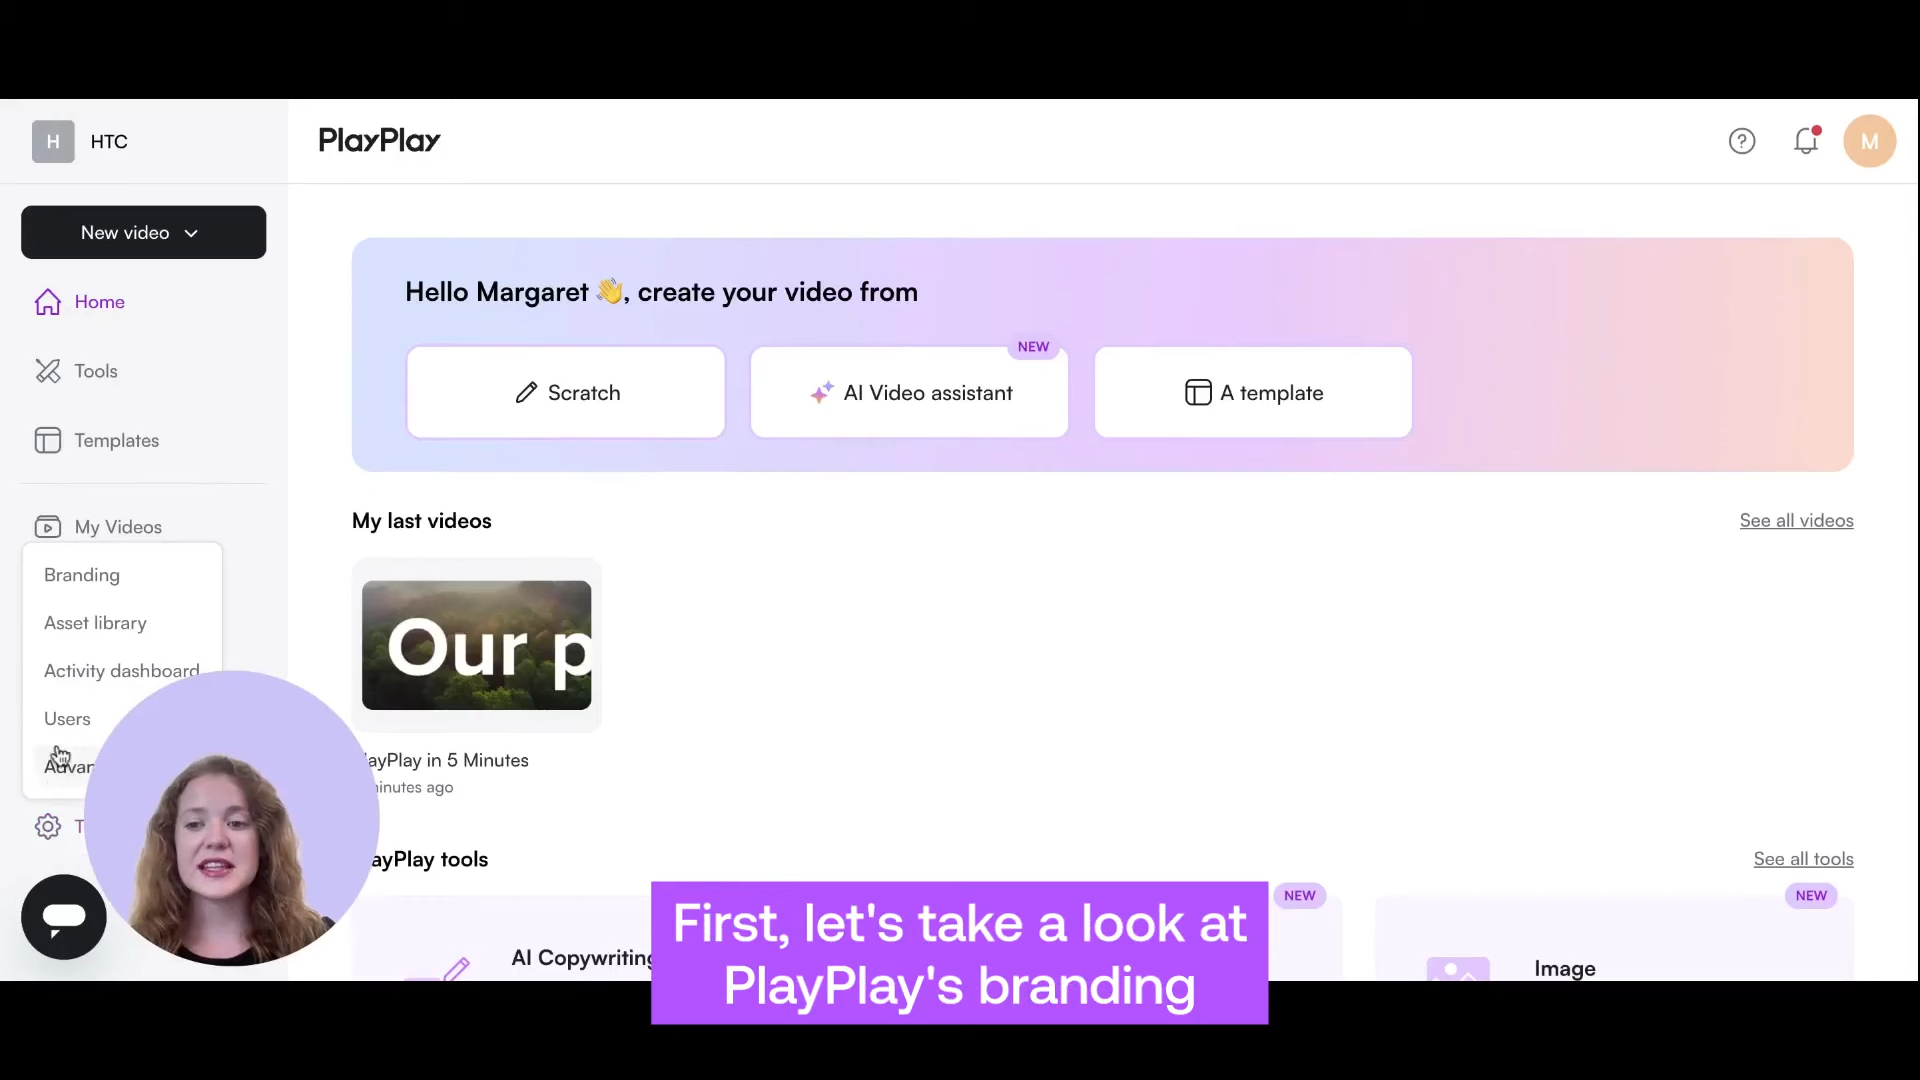 H HTC
PlayPlay
?
M
New video
Home
Tools
Templates
My Videos
Branding
Asset library
Activity dashboard
Users
Hello Margaret 👋, create your video from
Scratch
NEW
AI Video assistant
A template
My last videos
See all videos
Our p
ayPlay in 5 Minutes
inutes ago
ayPlay tools
See all tools
NEW
NEW
AI Copywriting
Image
First, let's take a look at
PlayPlay's branding